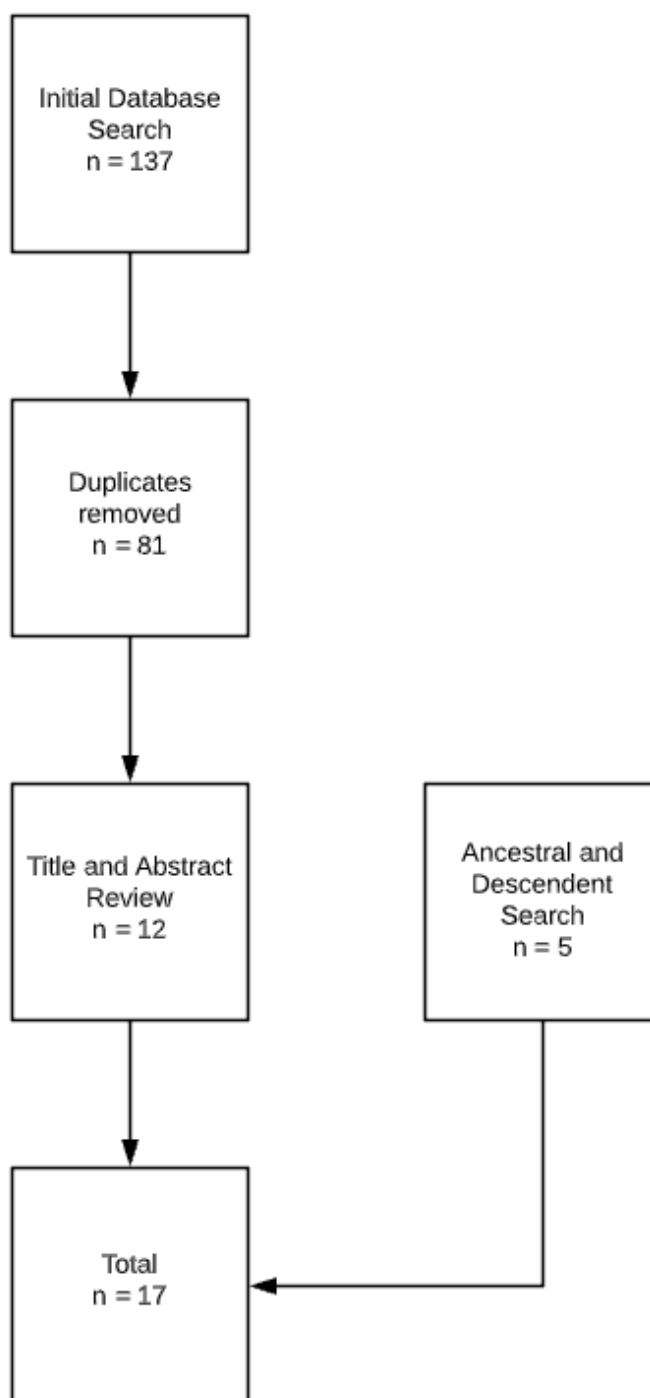 Initial Database
Search
n = 137
Duplicates
removed
n = 81
Title and Abstract
Review
n = 12
Ancestral and
Descendent
Search
n = 5
Total
n = 17